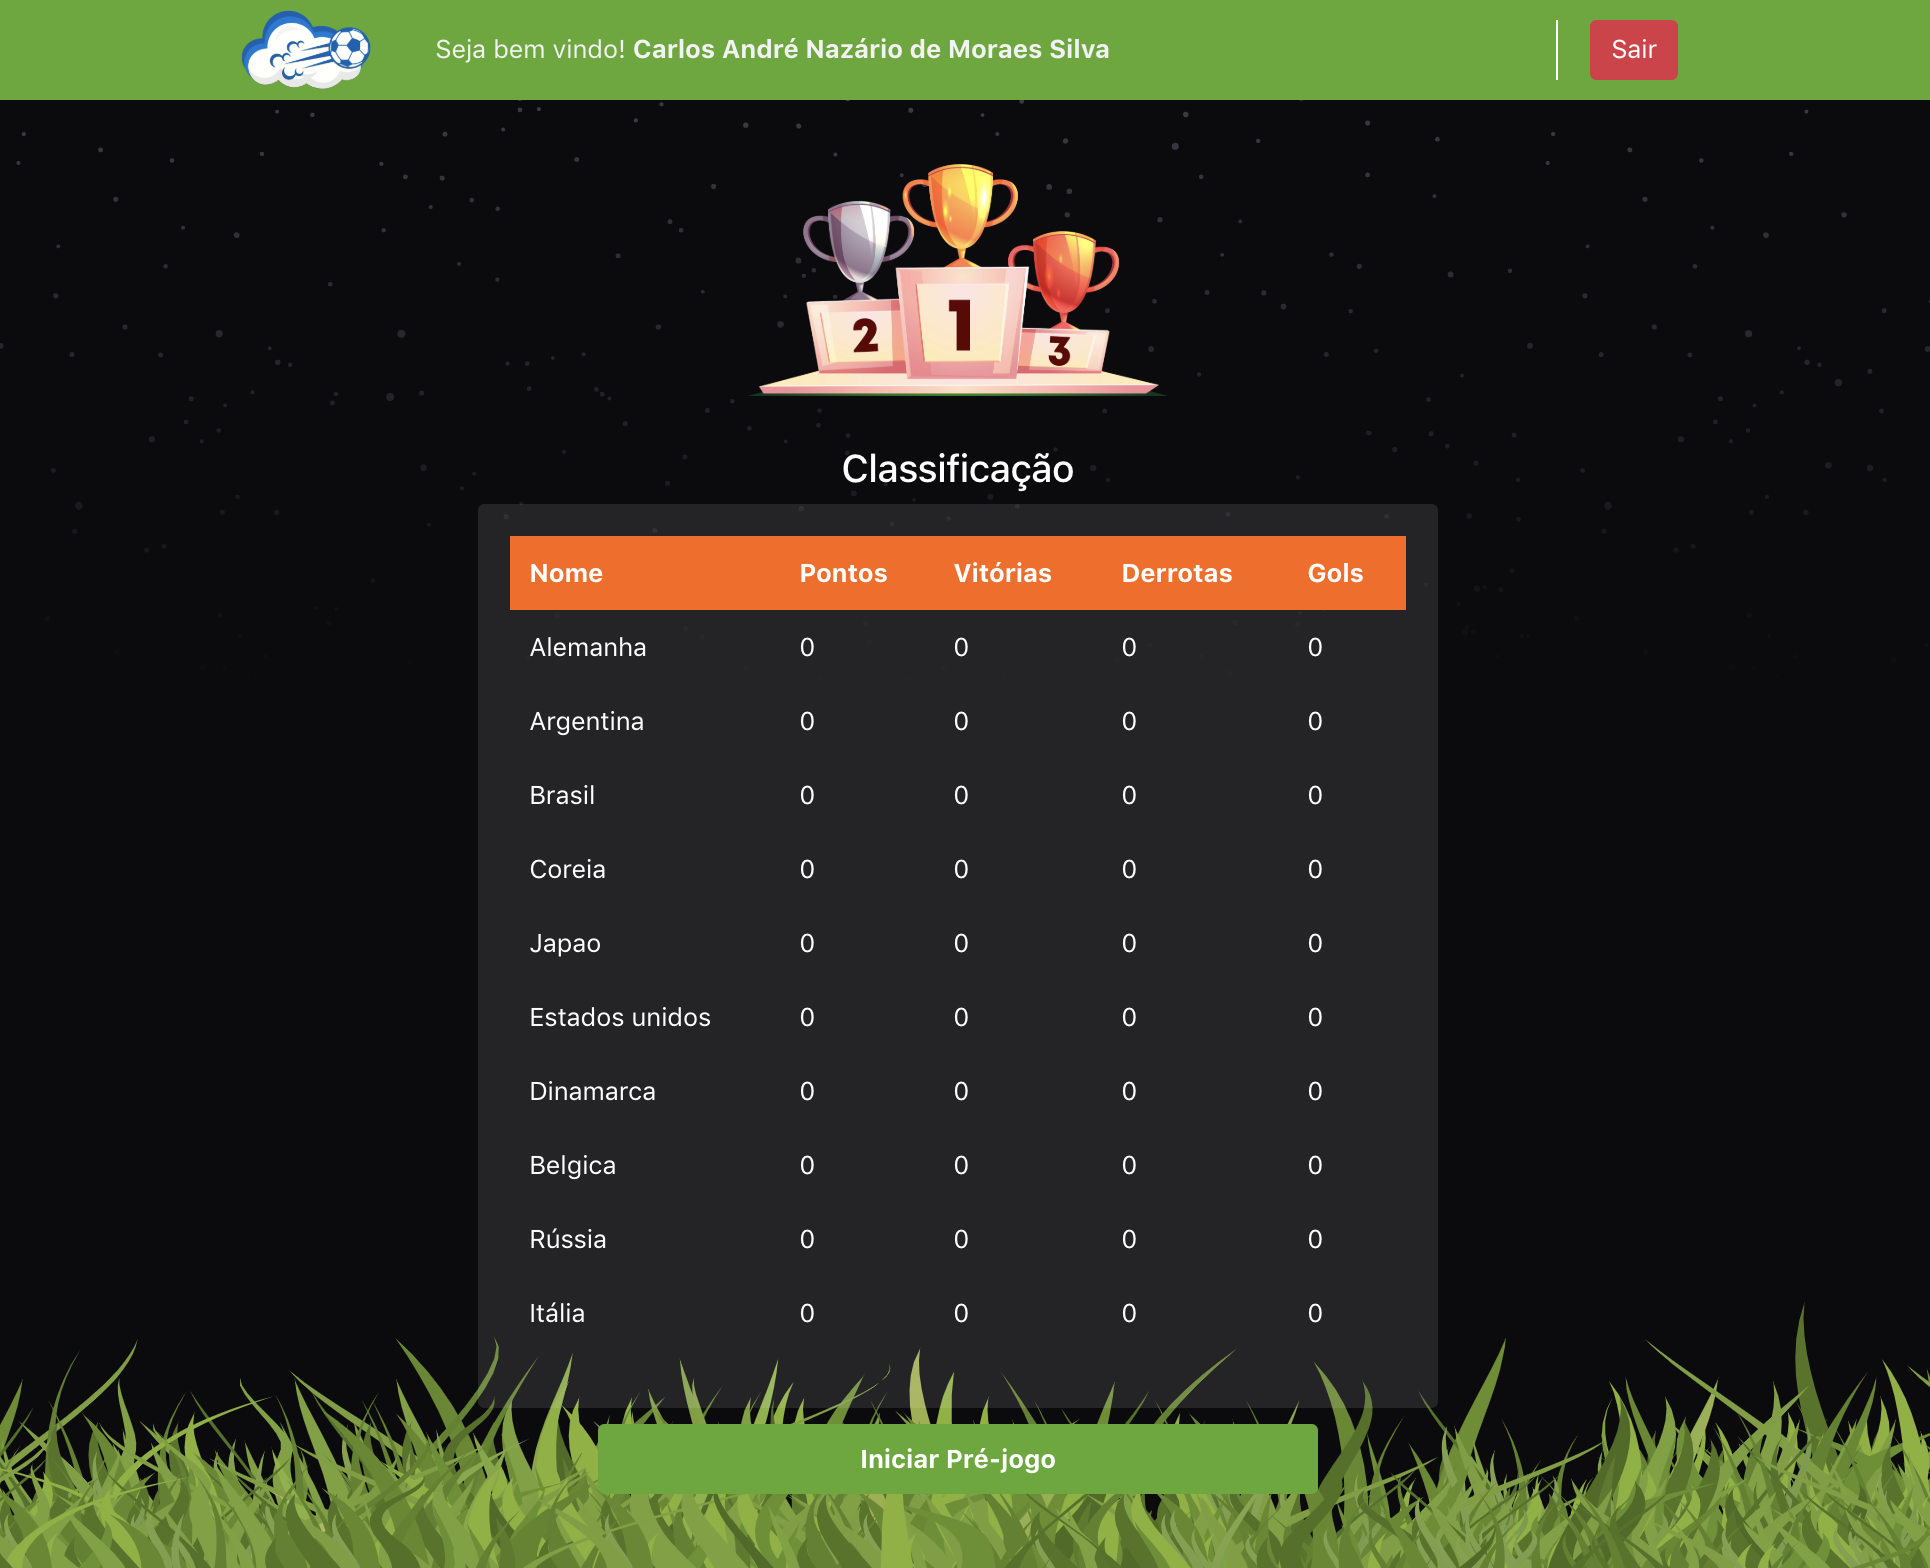 Seja bem vindo! Carlos André Nazário de Moraes Silva
Sair
2 1 3
Classificação
Nome Pontos Vitórias Derrotas Gols
Alemanha 0 0 0 0
Argentina 0 0 0 0
Brasil 0 0 0 0
Coreia 0 0 0 0
Japao 0 0 0 0
Estados unidos 0 0 0 0
Dinamarca 0 0 0 0
Belgica 0 0 0 0
Rússia 0 0 0 0
Itália 0 0 0 0
Iniciar Pré-jogo